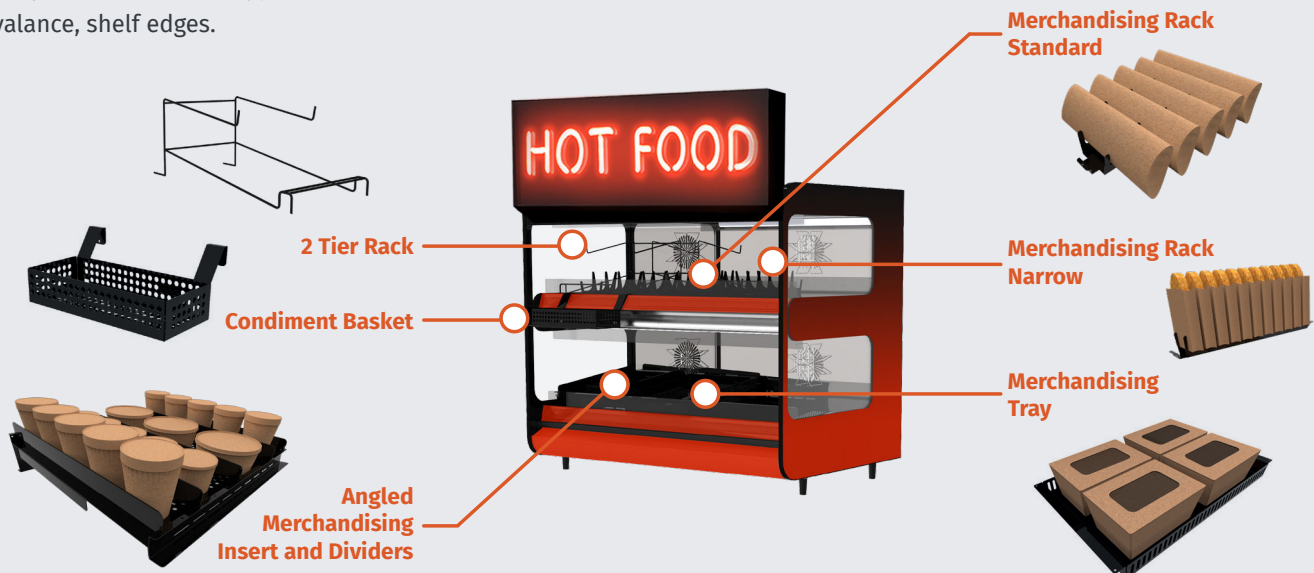 valance, shelf edges.
Merchandising Rack
Standard
HOT FOOD
2 Tier Rack
Merchandising Rack
Narrow
Condiment Basket
Merchandising
Tray
Angled
Merchandising
Insert and Dividers